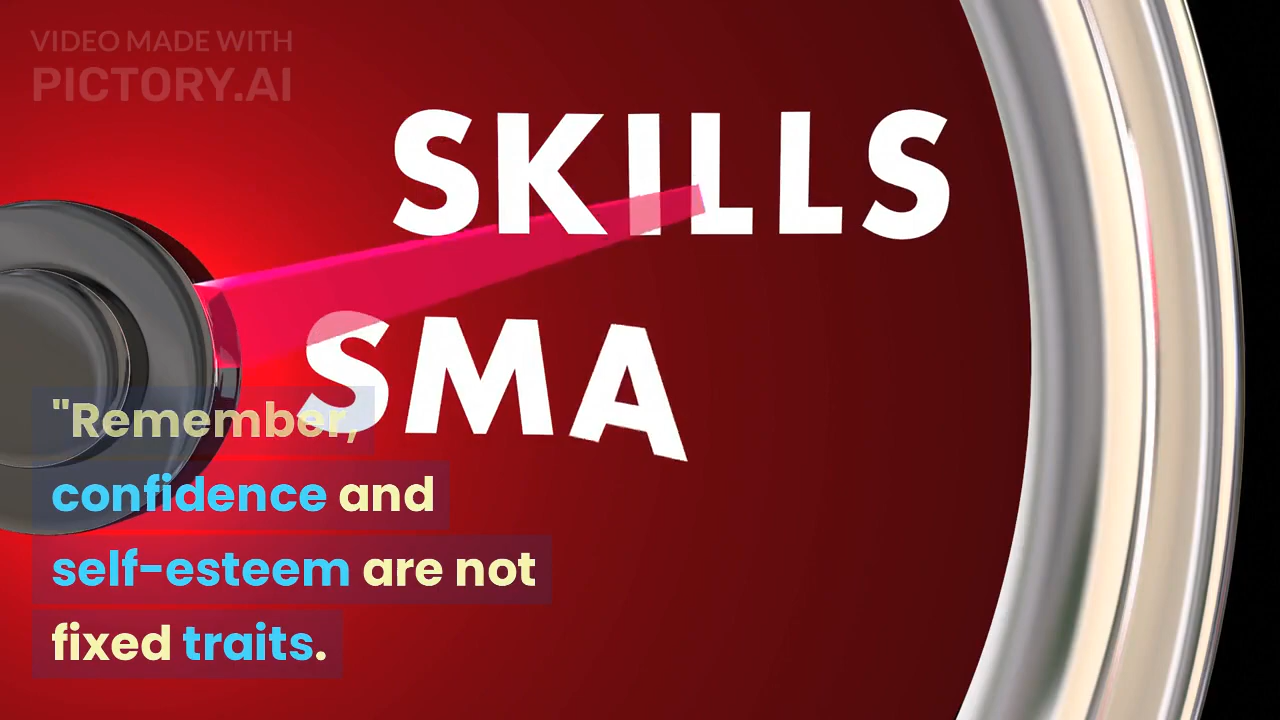 VIDEO MADE WITH
PICTORY.AI
SKILLS
SMA
"Remember,
confidence and
self-esteem are not
fixed traits.